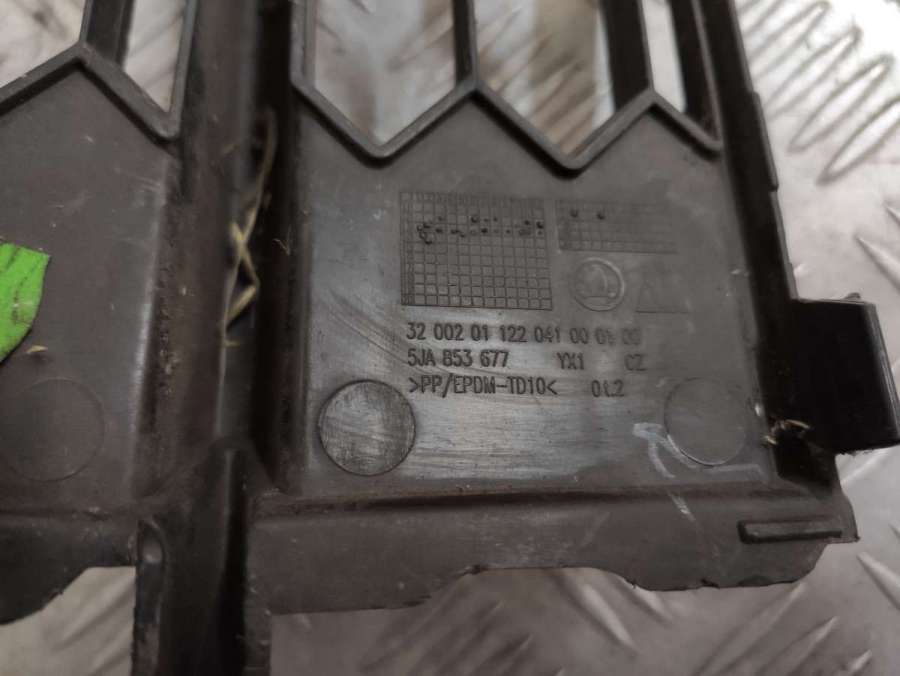 32 002 01 122 041 00 01 00
5JA 853 677 YX1 CZ
>PP/EPDM-TD10< 01.2